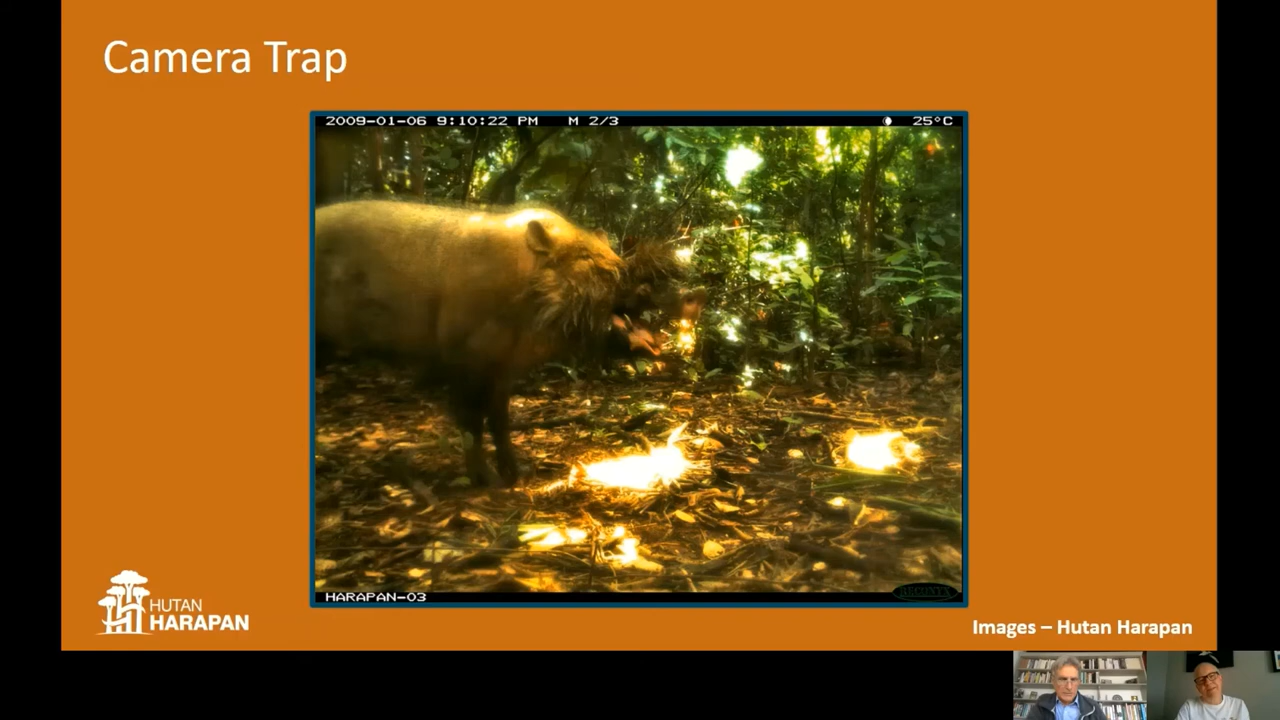 Camera Trap
2009-01-06 9:10:22 PM M 2/3 25°C
HARAPAN-03
HUTAN
HARAPAN
Images – Hutan Harapan